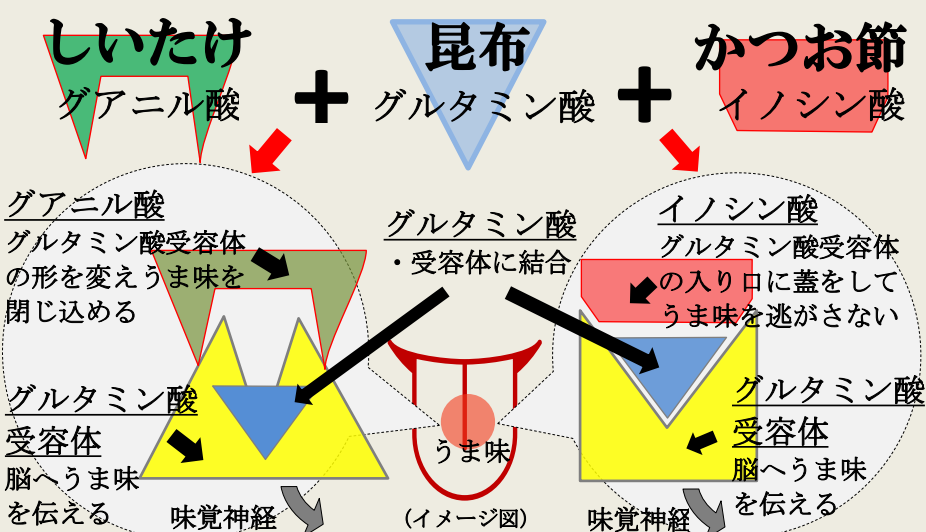 しいたけ
グアニル酸
+
昆布
グルタミン酸
+
かつお節
イノシン酸
グアニル酸
グルタミン酸受容体
の形を変えうま味を
閉じ込める
グルタミン酸
・受容体に結合
イノシン酸
グルタミン酸受容体
の入り口に蓋をして
うま味を逃がさない
グルタミン酸
受容体
脳へうま味
を伝える
味覚神経
うま味
(イメージ図)
グルタミン酸
受容体
脳へうま味
を伝える
味覚神経